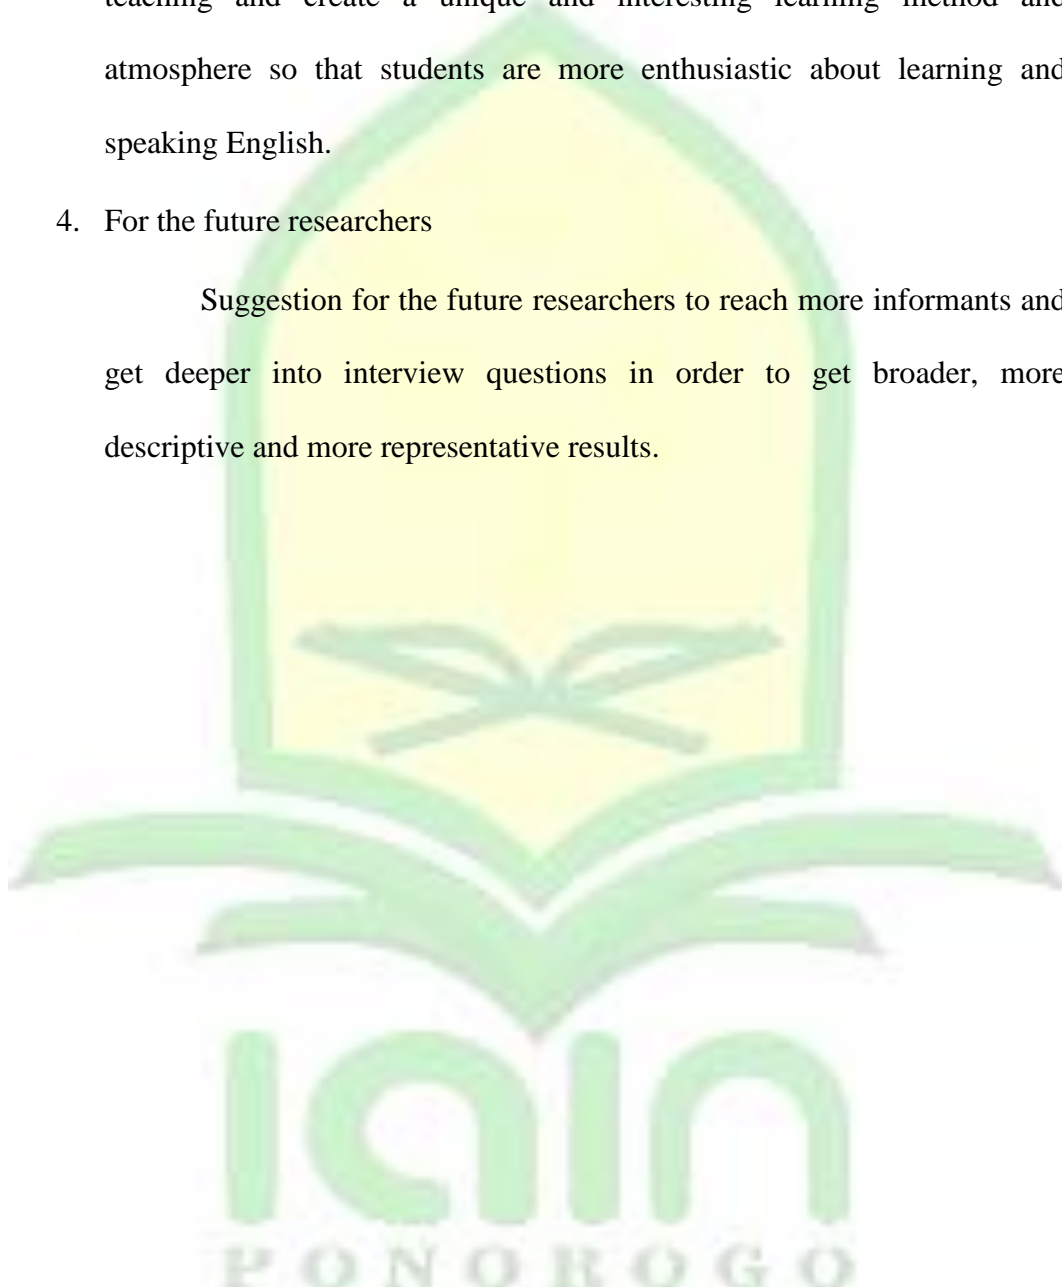 teaching and create a unique and interesting learning method and
atmosphere so that students are more enthusiastic about learning and
speaking English.
4. For the future researchers
Suggestion for the future researchers to reach more informants and
get deeper into interview questions in order to get broader, more
descriptive and more representative results.
iain
PONOROGO